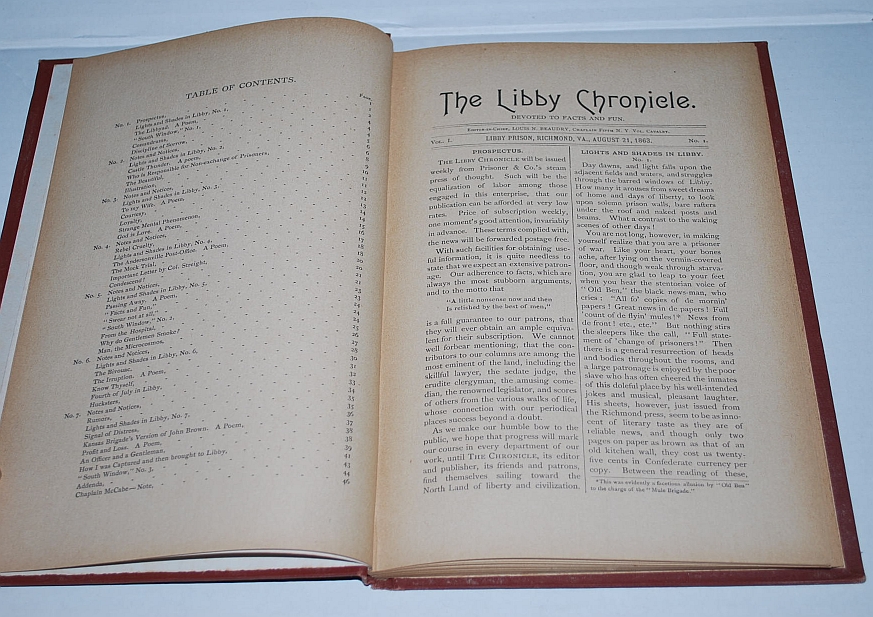 TABLE OF CONTENTS.
Page
No. 1. Prospectus,
Lights and Shades in Libby, No. 1,
The Libbyad. A Poem,
"South Window," No. 1,
Conundrums,
Disciples of Sorrow,
No. 2. Notes and Notices,
Lights and Shades in Libby, No. 2,
Castle Thunder. A poem,
Who is Responsible for Non-exchange of Prisoners,
The Beautiful,
Illustration,
No. 3. Notes and Notices,
Lights and Shades in Libby, No. 3,
To my Wife. A Poem,
Courtesy,
Loyalty,
Strange Mental Phenomenon,
God is Love. A Poem,
No. 4. Notes and Notices,
Rebel Cruelty,
Lights and Shades in Libby, No. 4,
The Andersonville Post-Office. A Poem,
The Mock Trial,
Important Letter by Col. Streight,
Condescend?
No. 5. Notes and Notices,
Lights and Shades in Libby, No. 5,
Passing Away. A Poem,
"Facts and Fun,"
"Swear not at all,"
"South Window," No. 2,
From the Hospital,
Why do Gentlemen Smoke?
Man, the Microcosmos,
No. 6. Notes and Notices,
Lights and Shades in Libby, No. 6,
The Bivouac,
The Irruption. A Poem,
Know Thyself,
Fourth of July in Libby,
Hucksters,
No. 7. Notes and Notices,
Rumors,
Lights and Shades in Libby, No. 7,
Signal of Distress,
Kansas Brigade's Version of John Brown. A Poem,
Profit and Loss. A Poem,
An Officer and a Gentleman,
How I was Captured and then brought to Libby,
"South Window," No. 3,
Addenda,
Chaplain McCabe—Note,
46
The Libby Chronicle.
DEVOTED TO FACTS AND FUN.
Editor-in-Chief, LOUIS N. BEAUDRY, Chaplain Fifth N. Y. Vol. Cavalry.
Vol. I. LIBBY PRISON, RICHMOND, VA., AUGUST 21, 1863. No. 1.
PROSPECTUS.
THE LIBBY CHRONICLE will be issued
weekly from Prisoner & Co.'s steam
press of thought. Such will be the
equalization of labor among those
engaged in this enterprise, that our
publication can be afforded at very low
rates. Price of subscription weekly,
one moment's good attention, invariably
in advance. These terms complied with,
the news will be forwarded postage free.
With such facilities for obtaining use-
ful information, it is quite needless to
state that we expect an extensive patron-
age. Our adherence to facts, which are
always the most stubborn arguments,
and to the motto that
"A little nonsense now and then
Is relished by the best of men,"
is a full guarantee to our patrons, that
they will ever obtain an ample equiva-
lent for their subscription. We cannot
well forbear mentioning, that the con-
tributors to our columns are among the
most eminent of the land, including the
skillful lawyer, the sedate judge, the
erudite clergyman, the amusing come-
dian, the renowned legislator, and scores
of others from the various walks of life,
whose connection with our periodical
places success beyond a doubt.
As we make our humble bow to the
public, we hope that progress will mark
our course in every department of our
work, until THE CHRONICLE, its editor
and publisher, its friends and patrons,
find themselves sailing toward the
North Land of liberty and civilization.
LIGHTS AND SHADES IN LIBBY.
No. 1.
Day dawns, and light falls upon the
adjacent fields and waters, and struggles
through the barred windows of Libby.
How many it arouses from sweet dreams
of home and days of liberty, to look
upon solemn prison walls, bare rafters
under the roof and naked posts and
beams. What a contrast to the waking
scenes of other days!
You are not long, however, in making
yourself realize that you are a prisoner
of war. Like your heart, your bones
ache, after lying on the vermin-covered
floor, and though weak through starva-
tion, you are glad to leap to your feet
when you hear the stentorian voice of
"Old Ben," the black news-man, who
cries: "All fo' copies of de mornin'
papers! Great news in de papers! Full
'count of de flyin' mules!* News from
de front! etc., etc." But nothing stirs
the sleepers like the call, "Full state-
ment of 'change of prisoners!" Then
there is a general resurrection of heads
and bodies throughout the rooms, and
a large patronage is enjoyed by the poor
slave who often cheered the inmates
of this doleful place by his well-intended
jokes and musical, pleasant laughter.
His sheets, however, just issued from
the Richmond press, seem to be as inno-
cent of literary taste as they are of
reliable news, and though only two
pages on paper as brown as that of an
old kitchen wall, they cost us twenty-
five cents in Confederate currency per
copy. Between the reading of these,
*This was evidently a facetious allusion by "Old Ben"
to the charge of the "Mule Brigade."